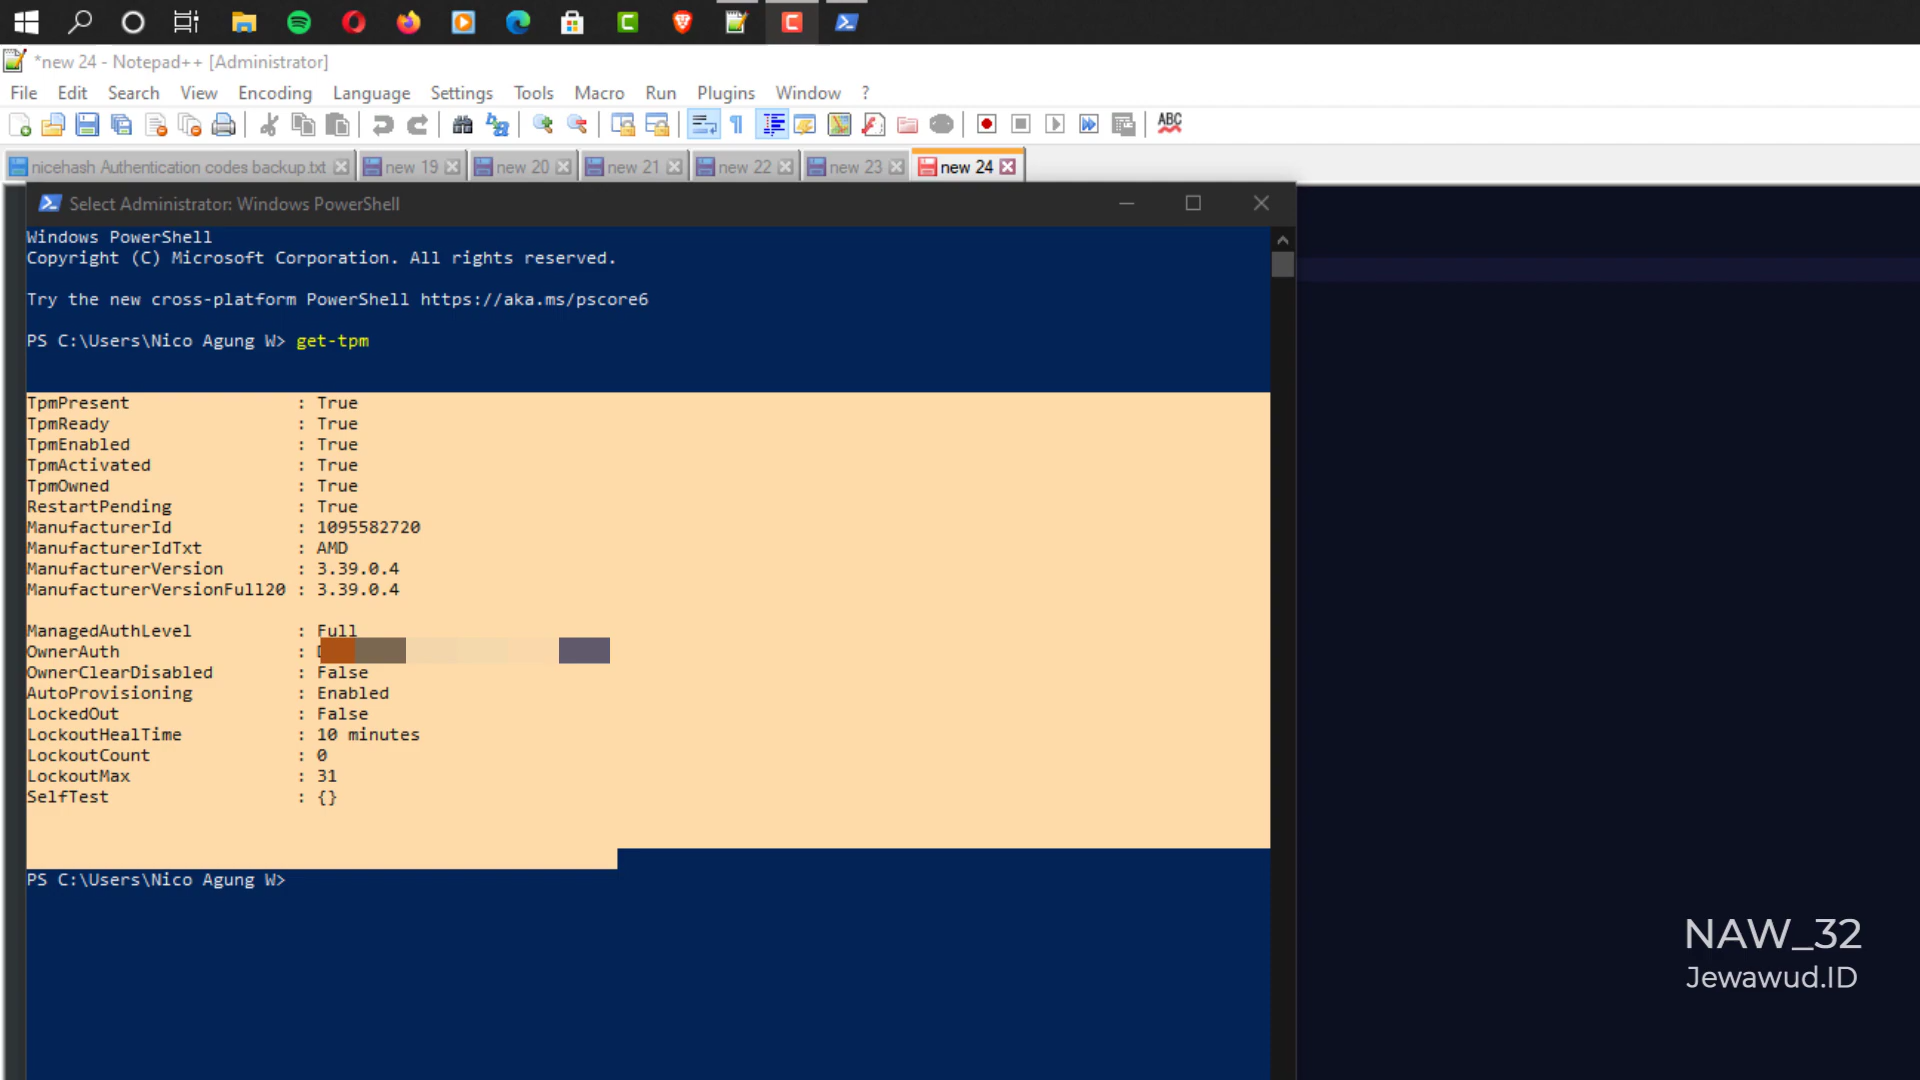 *new 24 - Notepad++ [Administrator]
File Edit Search View Encoding Language Settings Tools Macro Run Plugins Window ?
ABC
nicehash Authentication codes backup.txt new 19 new 20 new 21 new 22 new 23 new 24
Select Administrator: Windows PowerShell
Windows PowerShell
Copyright (C) Microsoft Corporation. All rights reserved.
Try the new cross-platform PowerShell https://aka.ms/pscore6
PS C:\Users\Nico Agung W> get-tpm
TpmPresent : True
TpmReady : True
TpmEnabled : True
TpmActivated : True
TpmOwned : True
RestartPending : True
ManufacturerId : 1095582720
ManufacturerIdTxt : AMD
ManufacturerVersion : 3.39.0.4
ManufacturerVersionFull20 : 3.39.0.4
ManagedAuthLevel : Full
OwnerAuth :
OwnerClearDisabled : False
AutoProvisioning : Enabled
LockedOut : False
LockoutHealTime : 10 minutes
LockoutCount : 0
LockoutMax : 31
SelfTest : {}
PS C:\Users\Nico Agung W>
NAW_32
Jewawud.ID